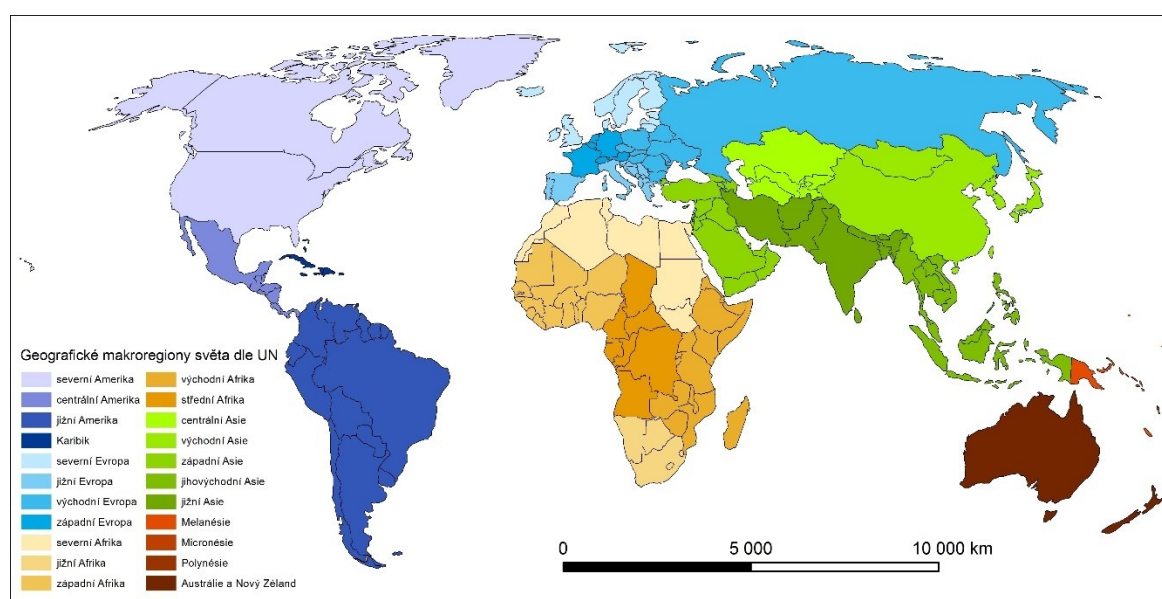 Geografické makroregiony světa dle UN
severní Amerika
centrální Amerika
jižní Amerika
Karibik
severní Evropa
jižní Evropa
východní Evropa
západní Evropa
severní Afrika
jižní Afrika
západní Afrika
východní Afrika
střední Afrika
centrální Asie
východní Asie
západní Asie
jihovýchodní Asie
jižní Asie
Melanésie
Micronésie
Polynésie
Austrálie a Nový Zéland
0 5 000 10 000 km